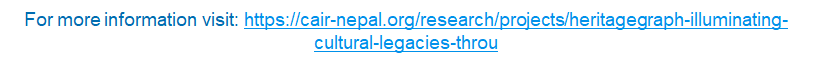 For more information visit: https://cair-nepal.org/research/projects/heritagegraph-illuminating-
cultural-legacies-throu